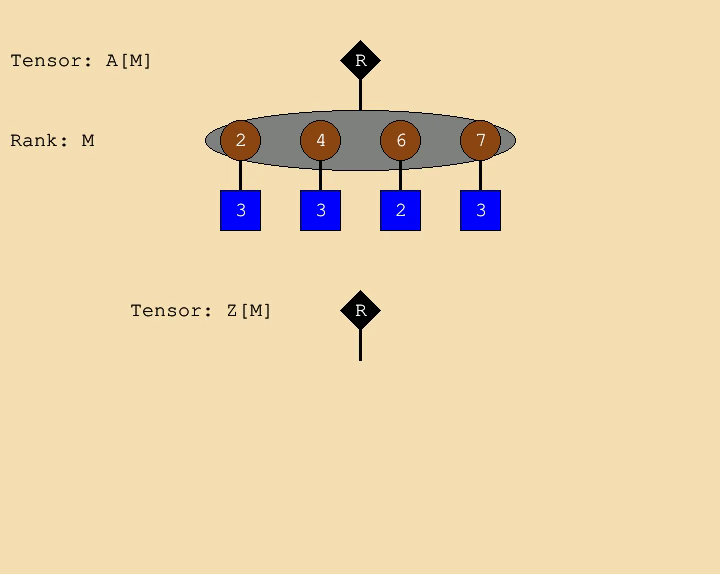 Tensor: A[M]
R
Rank: M
2 4 6 7
3 3 2 3
Tensor: Z[M]
R